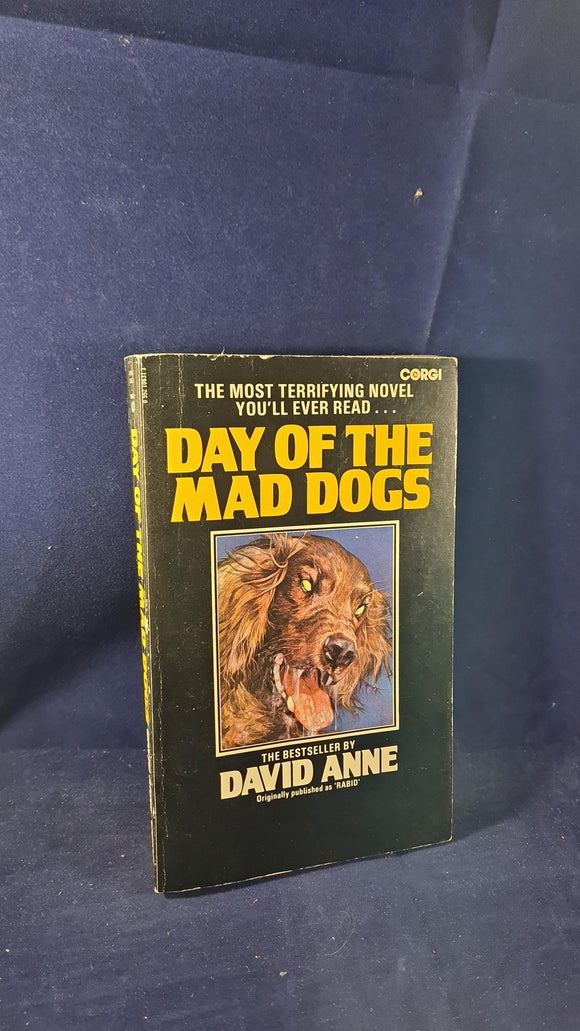 CORGI
THE MOST TERRIFYING NOVEL
YOU'LL EVER READ...
DAY OF THE
MAD DOGS
THE BESTSELLER BY
DAVID ANNE
Originally published as 'RABID'
DAY OF THE MAD DOGS